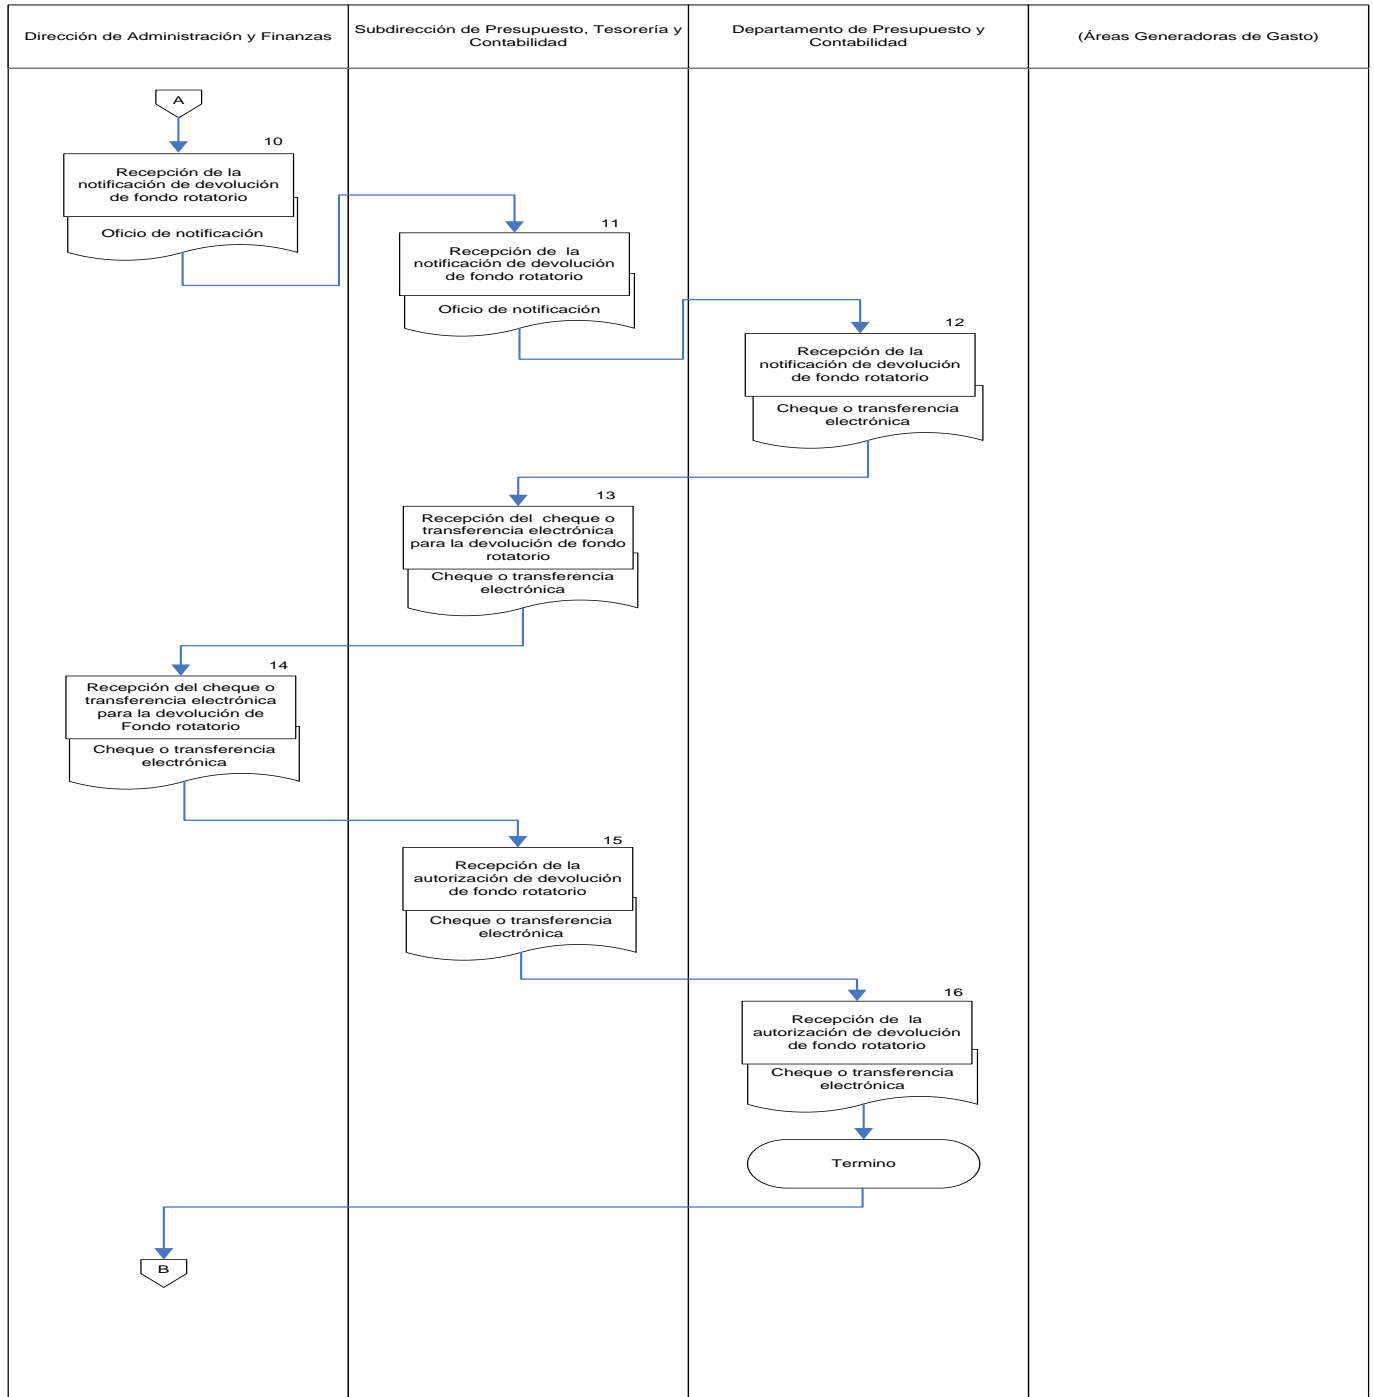 Dirección de Administración y Finanzas
Subdirección de Presupuesto, Tesorería y
Contabilidad
Departamento de Presupuesto y
Contabilidad
(Áreas Generadoras de Gasto)
A
10
Recepción de la
notificación de devolución
de fondo rotatorio
Oficio de notificación
11
Recepción de la
notificación de devolución
de fondo rotatorio
Oficio de notificación
12
Recepción de la
notificación de devolución
de fondo rotatorio
Cheque o transferencia
electrónica
13
Recepción del cheque o
transferencia electrónica
para la devolución de fondo
rotatorio
Cheque o transferencia
electrónica
14
Recepción del cheque o
transferencia electrónica
para la devolución de
Fondo rotatorio
Cheque o transferencia
electrónica
15
Recepción de la
autorización de devolución
de fondo rotatorio
Cheque o transferencia
electrónica
16
Recepción de la
autorización de devolución
de fondo rotatorio
Cheque o transferencia
electrónica
Termino
B